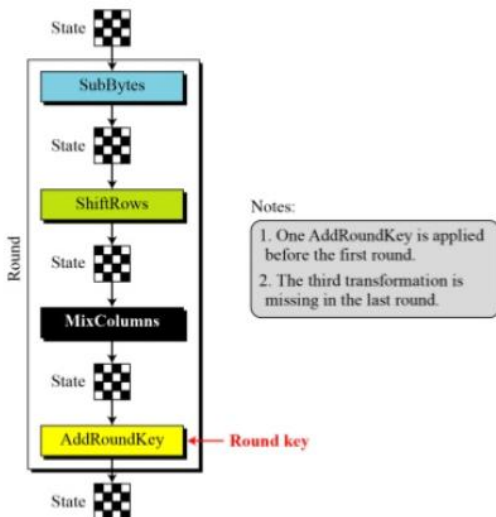 State
SubBytes
State
ShiftRows
State
Round
MixColumns
State
AddRoundKey
Round key
State
Notes:
1. One AddRoundKey is applied
before the first round.
2. The third transformation is
missing in the last round.